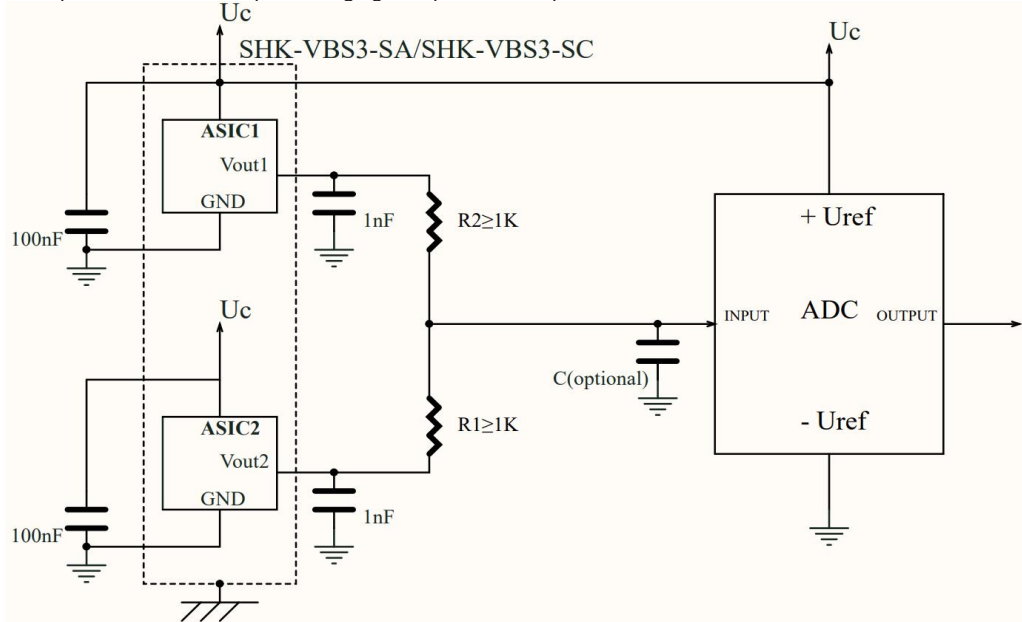 Uc
SHK-VBS3-SA/SHK-VBS3-SC
Uc
ASIC1
Vout1
GND
100nF
1nF
R2≥1K
+ Uref
INPUT
ADC
OUTPUT
Uc
C(optional)
ASIC2
Vout2
GND
100nF
1nF
R1≥1K
- Uref